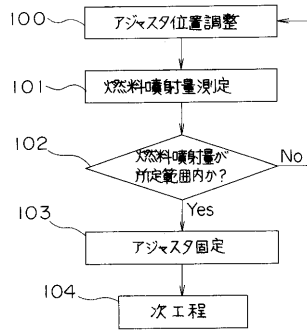 100
アジャスタ位置調整
101
燃料噴射量測定
102
燃料噴射量が
所定範囲内か?
No
Yes
103
アジャスタ固定
104
次工程